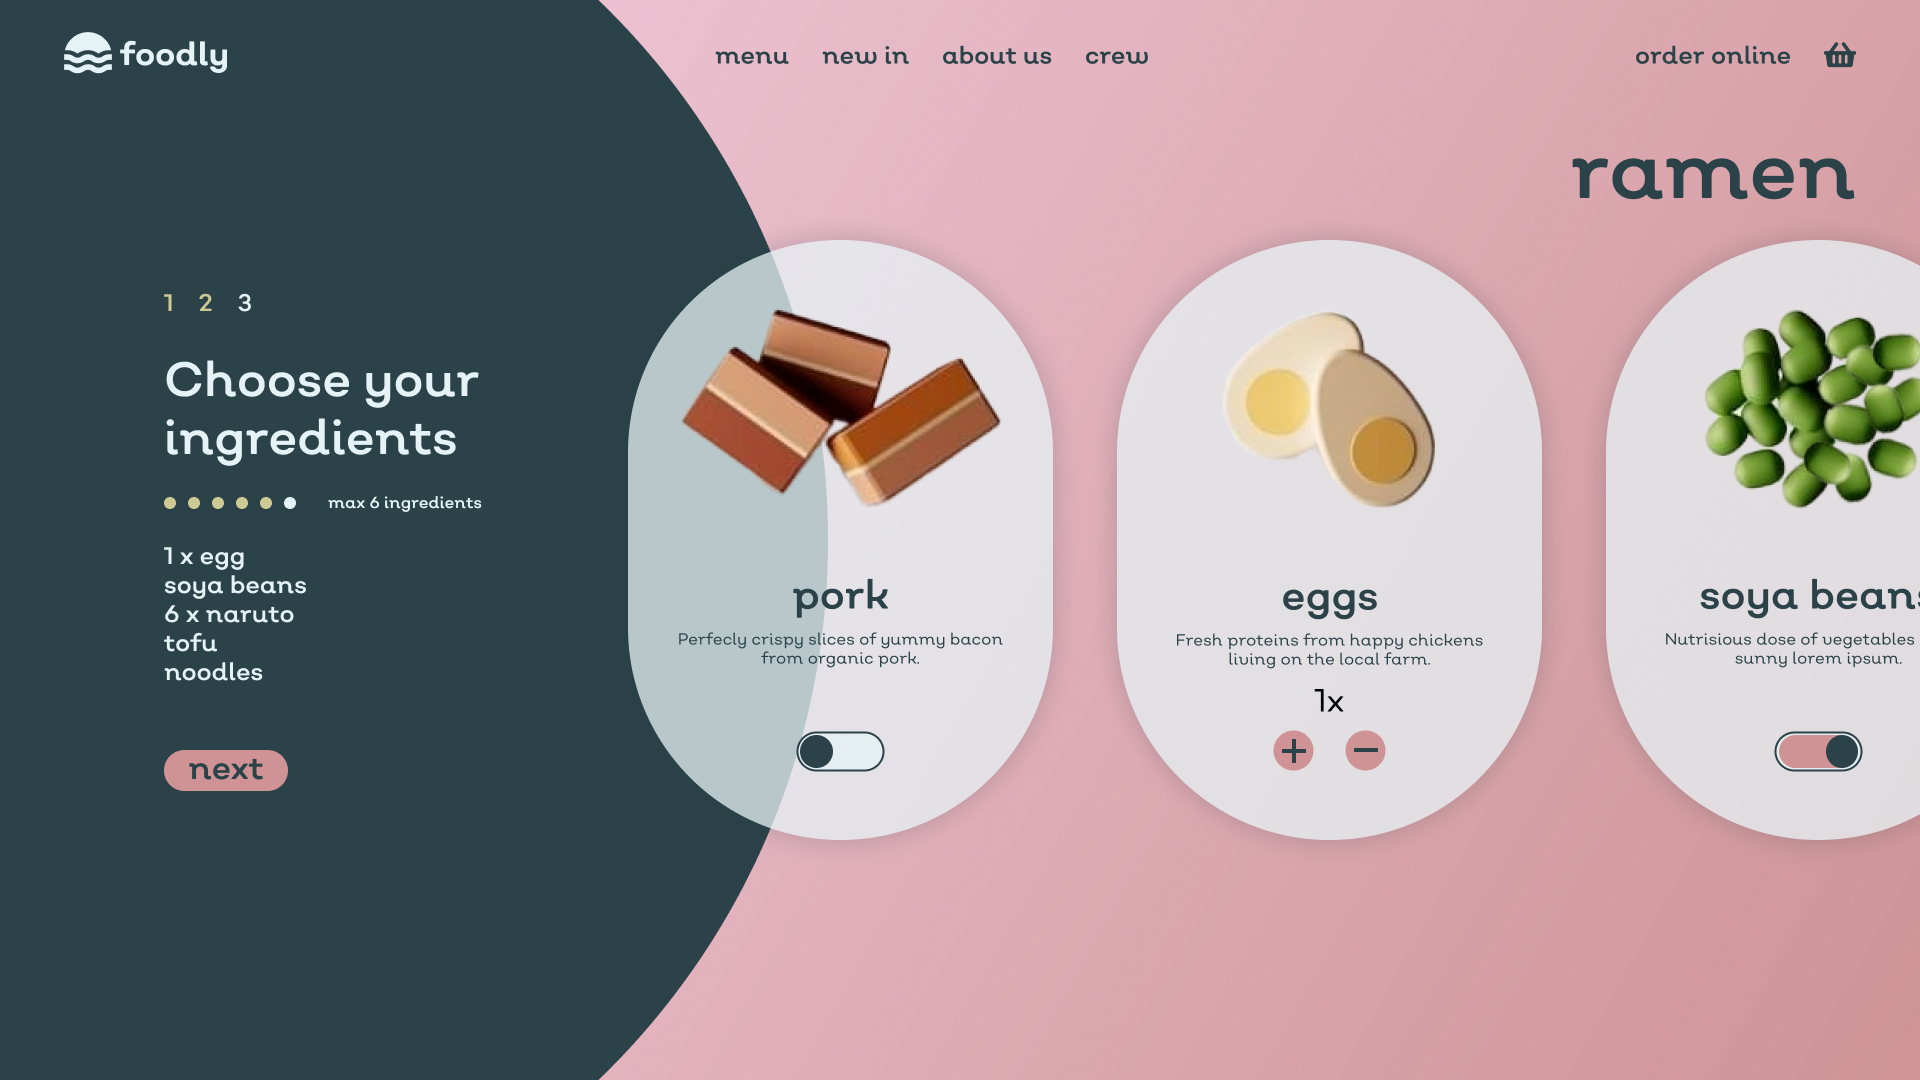 foodly
menu new in about us crew
order online
ramen
1 2 3
Choose your
ingredients
max 6 ingredients
1 x egg
soya beans
6 x naruto
tofu
noodles
next
pork
Perfecly crispy slices of yummy bacon
from organic pork.
eggs
Fresh proteins from happy chickens
living on the local farm.
1x
soya beans
Nutrisious dose of vegetables
sunny lorem ipsum.